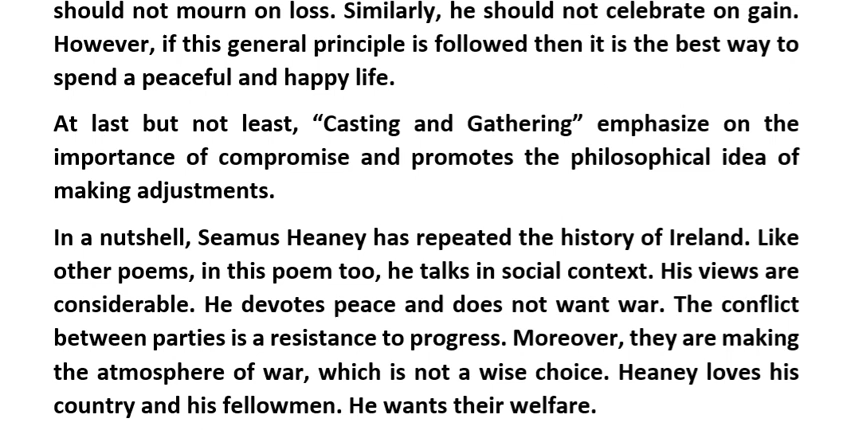 should not mourn on loss. Similarly, he should not celebrate on gain.
However, if this general principle is followed then it is the best way to
spend a peaceful and happy life.
At last but not least, “Casting and Gathering” emphasize on the
importance of compromise and promotes the philosophical idea of
making adjustments.
In a nutshell, Seamus Heaney has repeated the history of Ireland. Like
other poems, in this poem too, he talks in social context. His views are
considerable. He devotes peace and does not want war. The conflict
between parties is a resistance to progress. Moreover, they are making
the atmosphere of war, which is not a wise choice. Heaney loves his
country and his fellowmen. He wants their welfare.